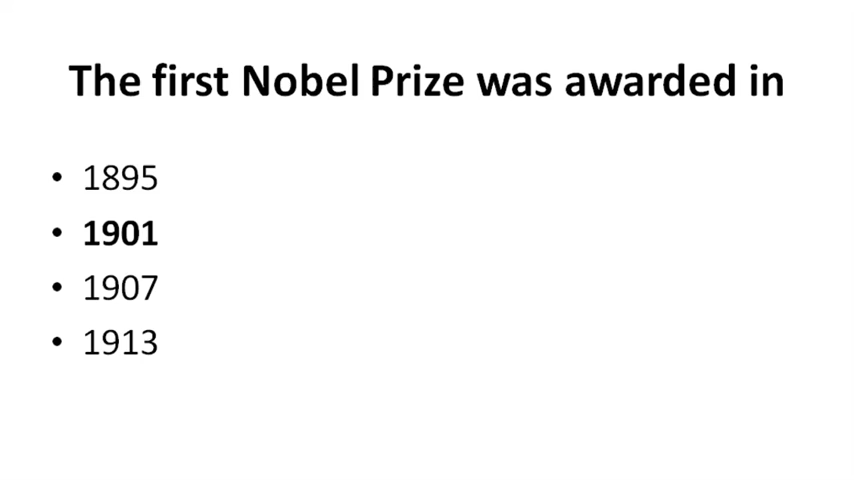 The first Nobel Prize was awarded in
• 1895
• 1901
• 1907
• 1913